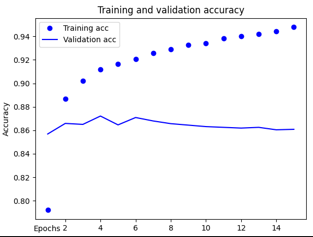 Training and validation accuracy
Training acc
Validation acc
Accuracy
0.94
0.92
0.90
0.88
0.86
0.84
0.82
0.80
Epochs 2 4 6 8 10 12 14